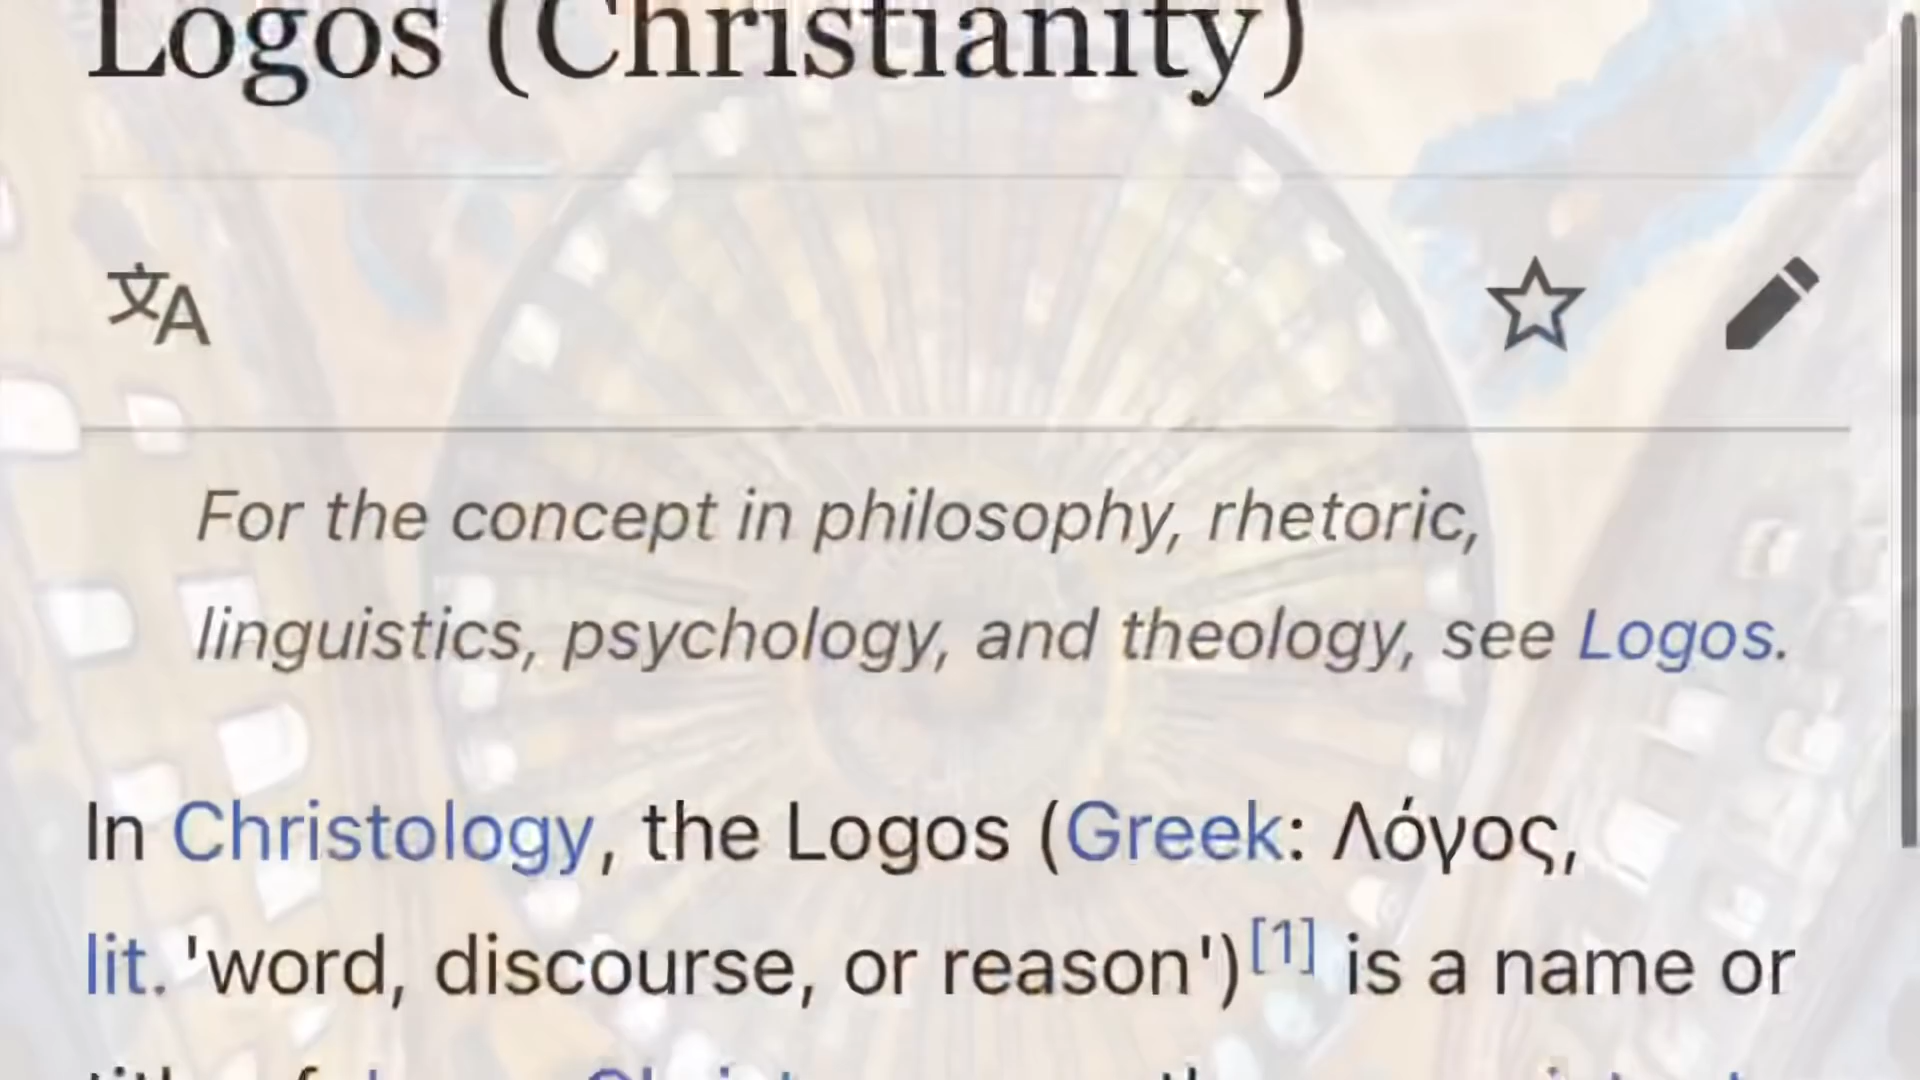 Logos (Christianity)
文A
For the concept in philosophy, rhetoric,
linguistics, psychology, and theology, see Logos.
In Christology, the Logos (Greek: Λόγος,
lit. 'word, discourse, or reason')[1] is a name or